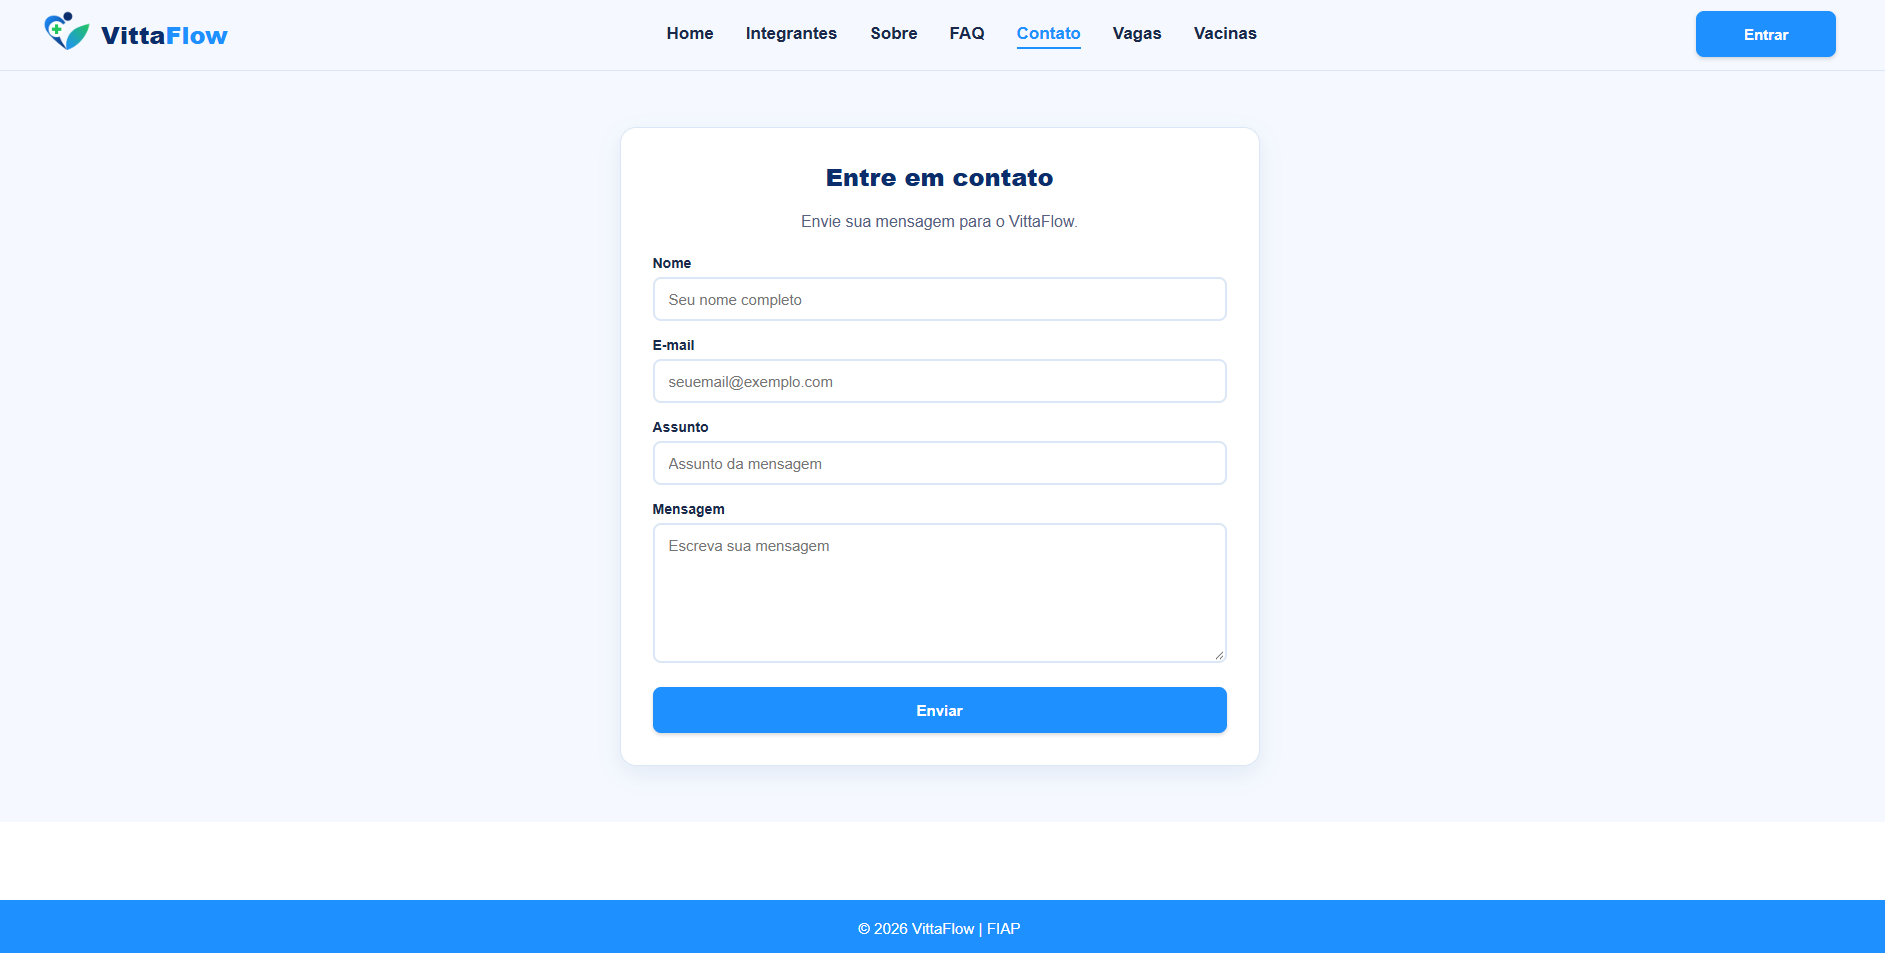 VittaFlow
Home Integrantes Sobre FAQ Contato Vagas Vacinas
Entrar
Entre em contato
Envie sua mensagem para o VittaFlow.
Nome
Seu nome completo
E-mail
seuemail@exemplo.com
Assunto
Assunto da mensagem
Mensagem
Escreva sua mensagem
Enviar
© 2026 VittaFlow | FIAP